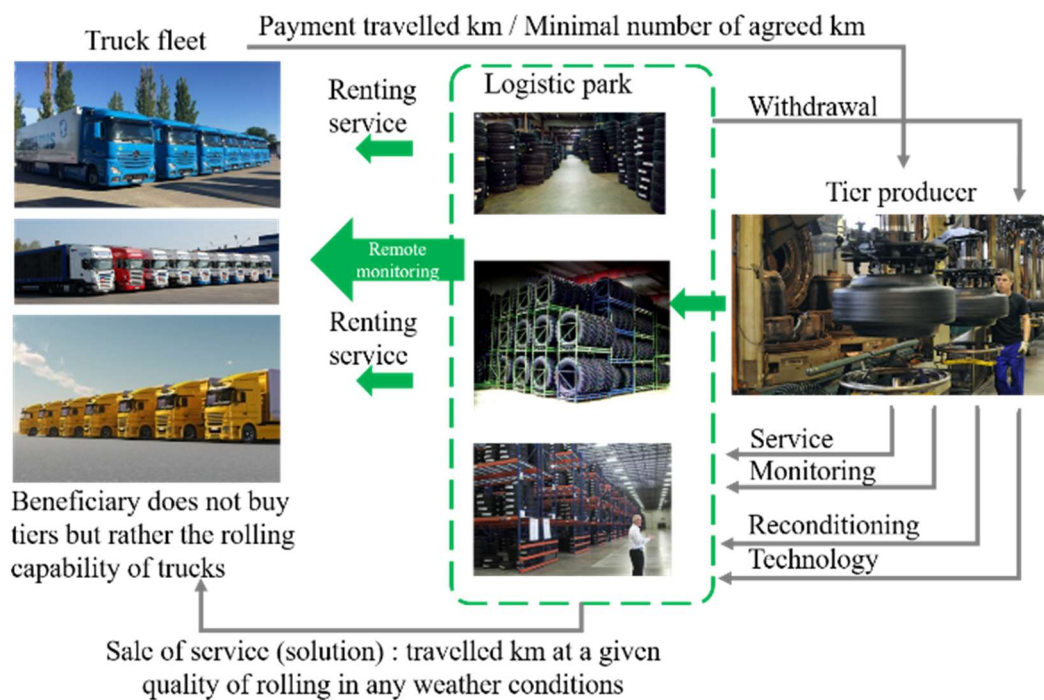 Payment travelled km / Minimal number of agreed km
Truck fleet
Renting
service
Logistic park
Withdrawal
Tier producer
Remote
monitoring
Renting
service
Service
Monitoring
Reconditioning
Technology
Beneficiary does not buy
tiers but rather the rolling
capability of trucks
Sale of service (solution) : travelled km at a given
quality of rolling in any weather conditions